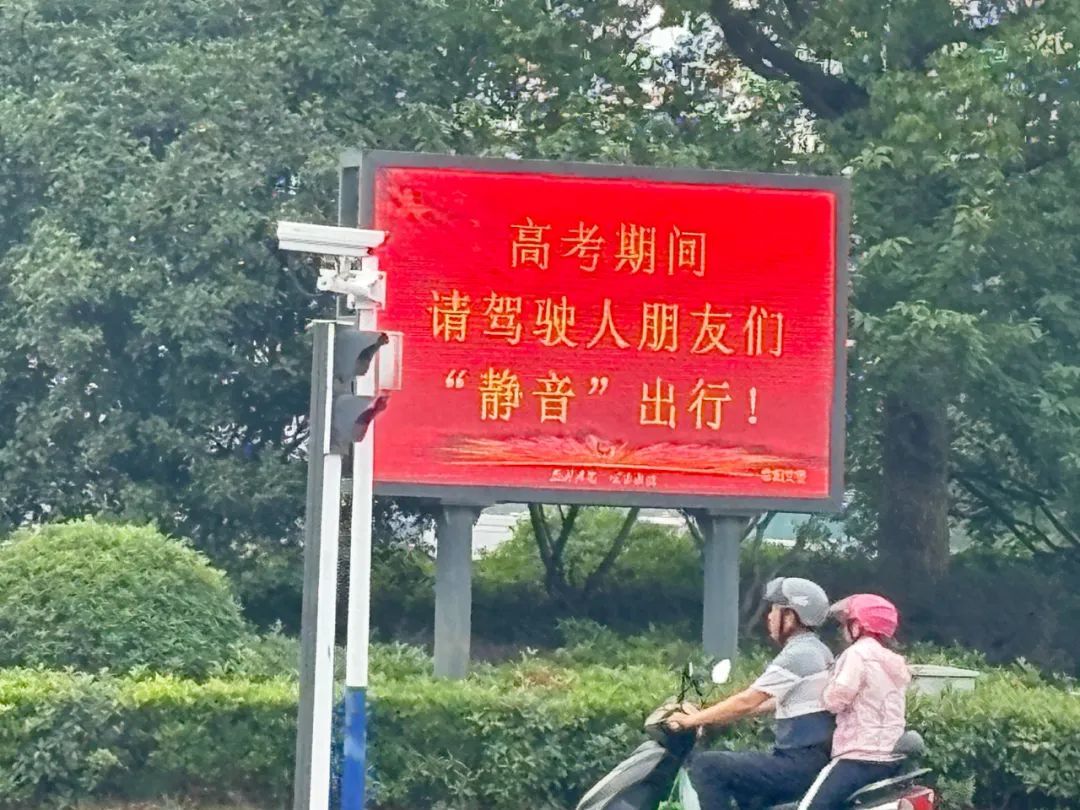 高考期间
请驾驶人朋友们
“静音”出行！